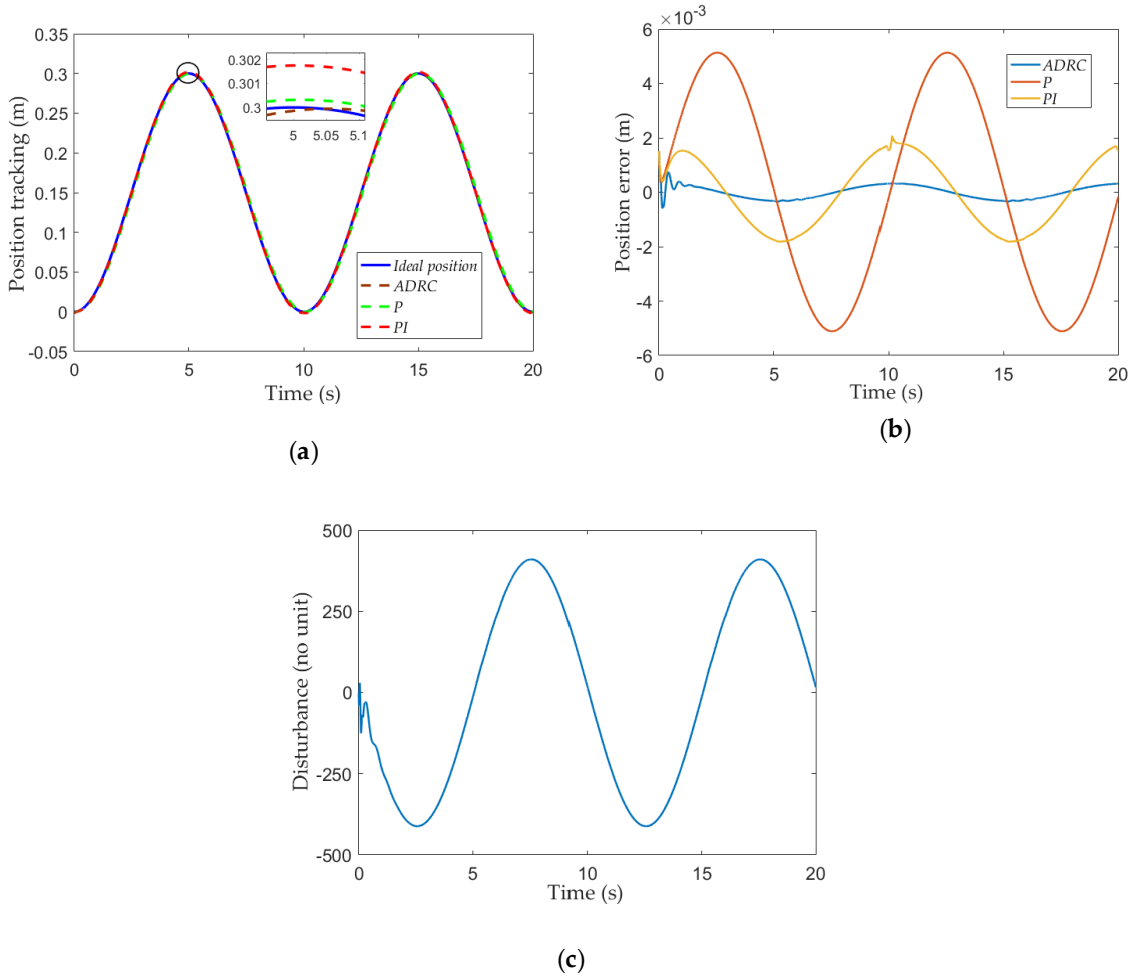 0.35
0.3
0.25
0.2
0.15
0.1
0.05
0
-0.05
Position tracking (m)
0.302
0.301
0.3
5
5.05
5.1
Ideal position
ADRC
P
PI
0
5
10
15
20
Time (s)
(a)
×10-3
6
4
2
0
-2
-4
-6
Position error (m)
ADRC
P
PI
0
5
10
15
20
Time (s)
(b)
500
250
0
-250
-500
Disturbance (no unit)
0
5
10
15
20
Time (s)
(c)